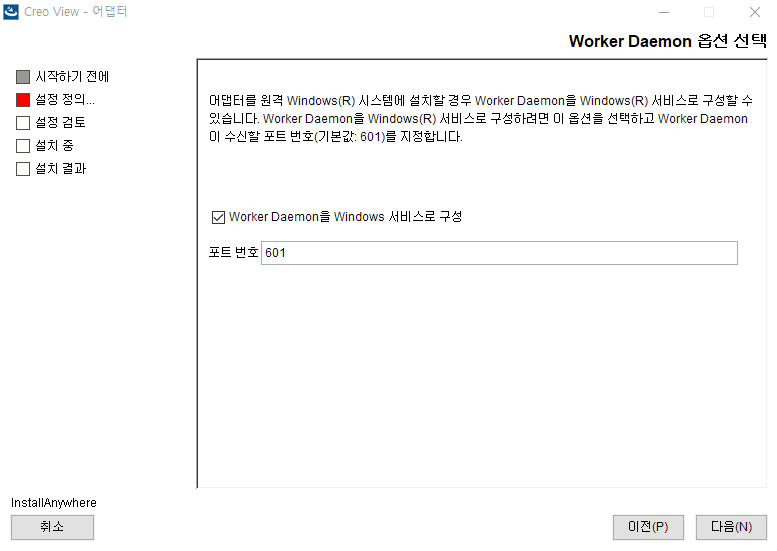 Creo View - 어댑터
Worker Daemon 옵션 선택
시작하기 전에
설정 정의...
설정 검토
설치 중
설치 결과
어댑터를 원격 Windows(R) 시스템에 설치할 경우 Worker Daemon을 Windows(R) 서비스로 구성할 수
있습니다. Worker Daemon을 Windows(R) 서비스로 구성하려면 이 옵션을 선택하고 Worker Daemon
이 수신할 포트 번호(기본값: 601)를 지정합니다.
Worker Daemon을 Windows 서비스로 구성
포트 번호 601
InstallAnywhere
취소 이전(P) 다음(N)